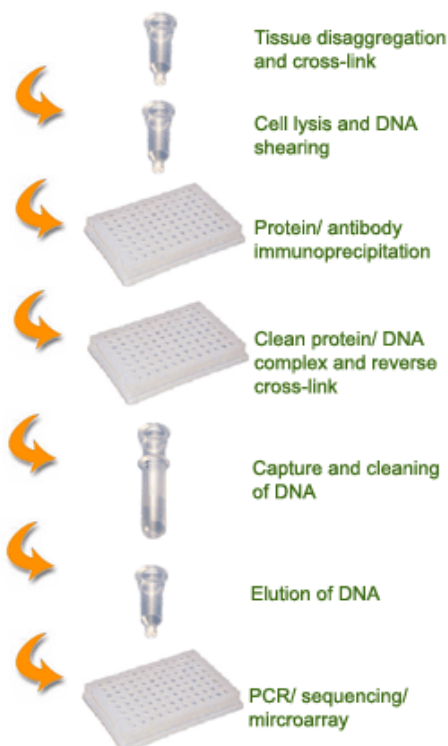 Tissue disaggregation
and cross-link
Cell lysis and DNA
shearing
Protein/ antibody
immunoprecipitation
Clean protein/ DNA
complex and reverse
cross-link
Capture and cleaning
of DNA
Elution of DNA
PCR/ sequencing/
mircroarray